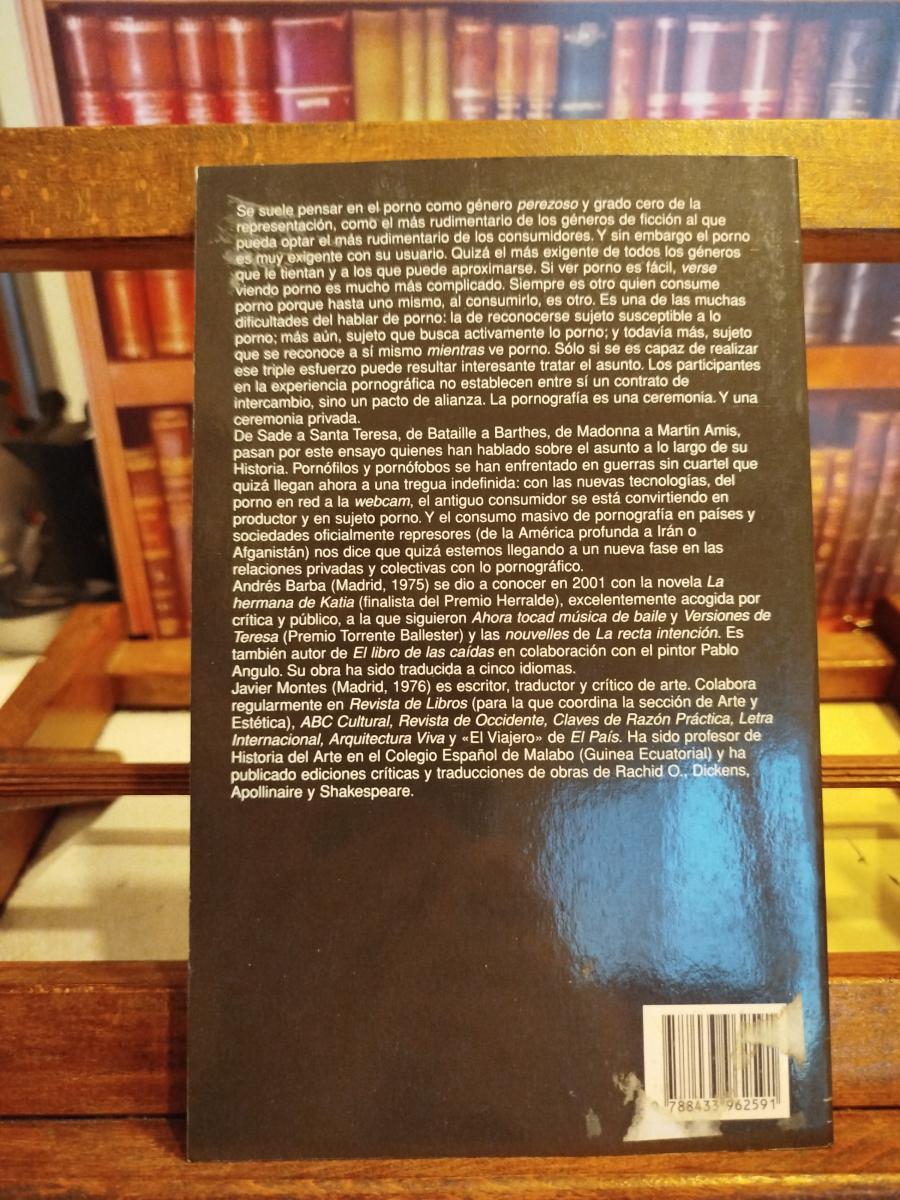 Se suele pensar en el porno como género perezoso y grado cero de la
representación, como el más rudimentario de los géneros de ficción al que
pueda optar el más rudimentario de los consumidores. Y sin embargo el porno
es muy exigente con su usuario. Quizá el más exigente de todos los géneros
que le tientan y a los que puede aproximarse. Si ver porno es fácil, verse
viendo porno es mucho más complicado. Siempre es otro quien consume
porno porque hasta uno mismo, al consumirlo, es otro. Es una de las muchas
dificultades del hablar de porno: la de reconocerse sujeto susceptible a lo
porno; más aún, sujeto que busca activamente lo porno; y todavía más, sujeto
que se reconoce a sí mismo mientras ve porno. Sólo si se es capaz de realizar
ese triple esfuerzo puede resultar interesante tratar el asunto. Los participantes
en la experiencia pornográfica no establecen entre sí un contrato de
intercambio, sino un pacto de alianza. La pornografía es una ceremonia. Y una
ceremonia privada.
De Sade a Santa Teresa, de Bataille a Barthes, de Madonna a Martin Amis,
pasan por este ensayo quienes han hablado sobre el asunto a lo largo de su
Historia. Pornófilos y pornófobos se han enfrentado en guerras sin cuartel que
quizá llegan ahora a una tregua indefinida: con las nuevas tecnologías, del
porno en red a la webcam, el antiguo consumidor se está convirtiendo en
productor y en sujeto porno. Y el consumo masivo de pornografía en países y
sociedades oficialmente represores (de la América profunda a Irán o
Afganistán) nos dice que quizá estemos llegando a un nueva fase en las
relaciones privadas y colectivas con lo pornográfico.
Andrés Barba (Madrid, 1975) se dio a conocer en 2001 con la novela La
hermana de Katia (finalista del Premio Herralde), excelentemente acogida por
crítica y público, a la que siguieron Ahora tocad música de baile y Versiones de
Teresa (Premio Torrente Ballester) y las nouvelles de La recta intención. Es
también autor de El libro de las caídas en colaboración con el pintor Pablo
Angulo. Su obra ha sido traducida a cinco idiomas.
Javier Montes (Madrid, 1976) es escritor, traductor y crítico de arte. Colabora
regularmente en Revista de Libros (para la que coordina la sección de Arte y
Estética), ABC Cultural, Revista de Occidente, Claves de Razón Práctica, Letra
Internacional, Arquitectura Viva y «El Viajero» de El País. Ha sido profesor de
Historia del Arte en el Colegio Español de Malabo (Guinea Ecuatorial) y ha
publicado ediciones críticas y traducciones de obras de Rachid O., Dickens,
Apollinaire y Shakespeare.
788433 962591